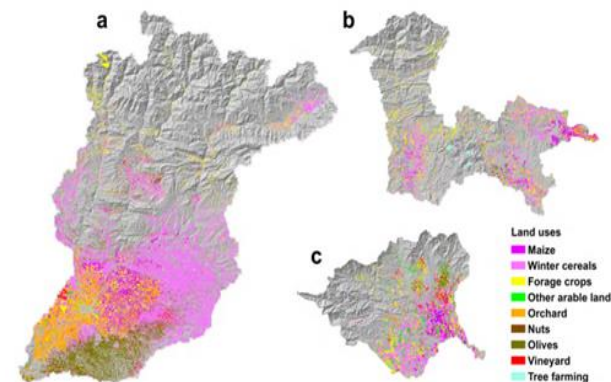 a
b
c
Land uses
Maize
Winter cereals
Forage crops
Other arable land
Orchard
Nuts
Olives
Vineyard
Tree farming